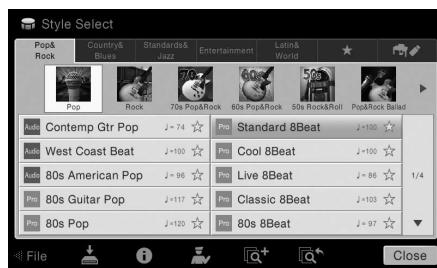 Style Select
Pop& Rock
Country& Blues
Standards& Jazz
Entertainment
Latin& World
Pop
Rock
70s Pop&Rock
60s Pop&Rock
50s Rock&Roll
Pop&Rock Ballad
Audio Contemp Gtr Pop ♩= 74
Pro Standard 8Beat ♩=100
Audio West Coast Beat ♩=100
Pro Cool 8Beat ♩=100
Audio 80s American Pop ♩= 96
Pro Live 8Beat ♩= 86
1/4
Pro 80s Guitar Pop ♩=117
Pro Classic 8Beat ♩=103
Pro 80s Pop ♩=120
Pro 80s 8Beat ♩= 97
File
Close